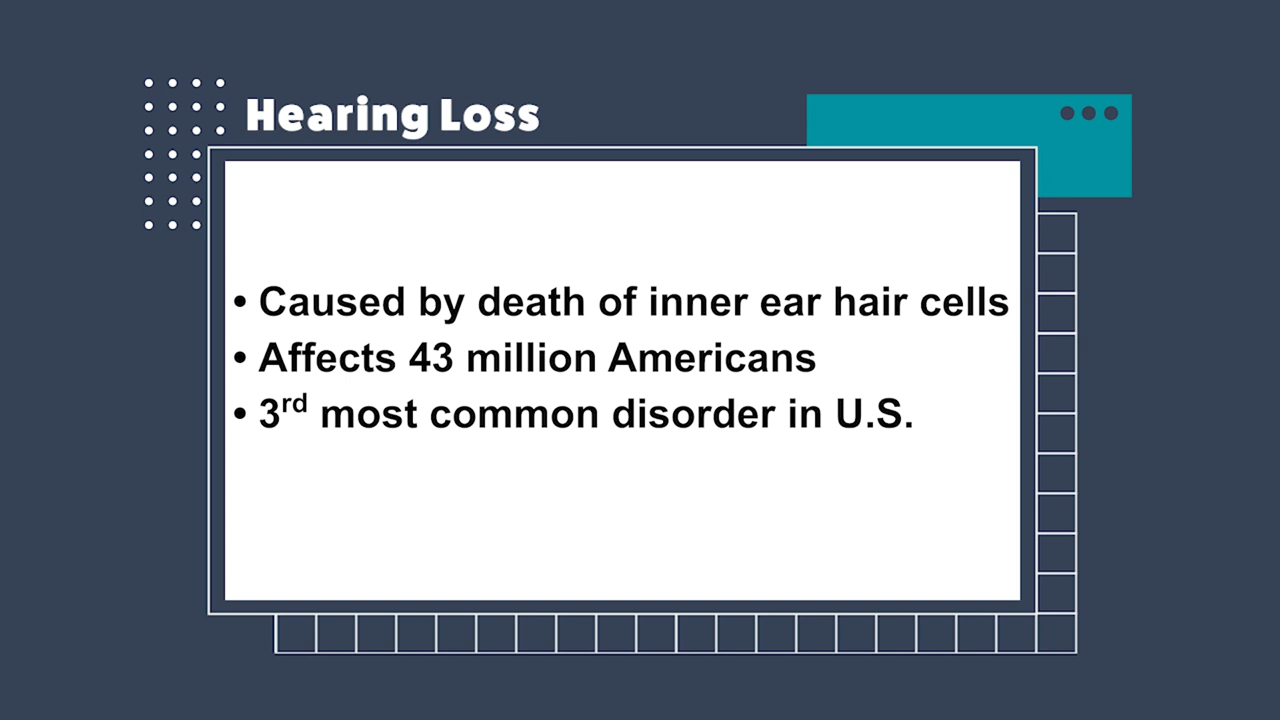 Hearing Loss
• Caused by death of inner ear hair cells
• Affects 43 million Americans
• 3rd most common disorder in U.S.